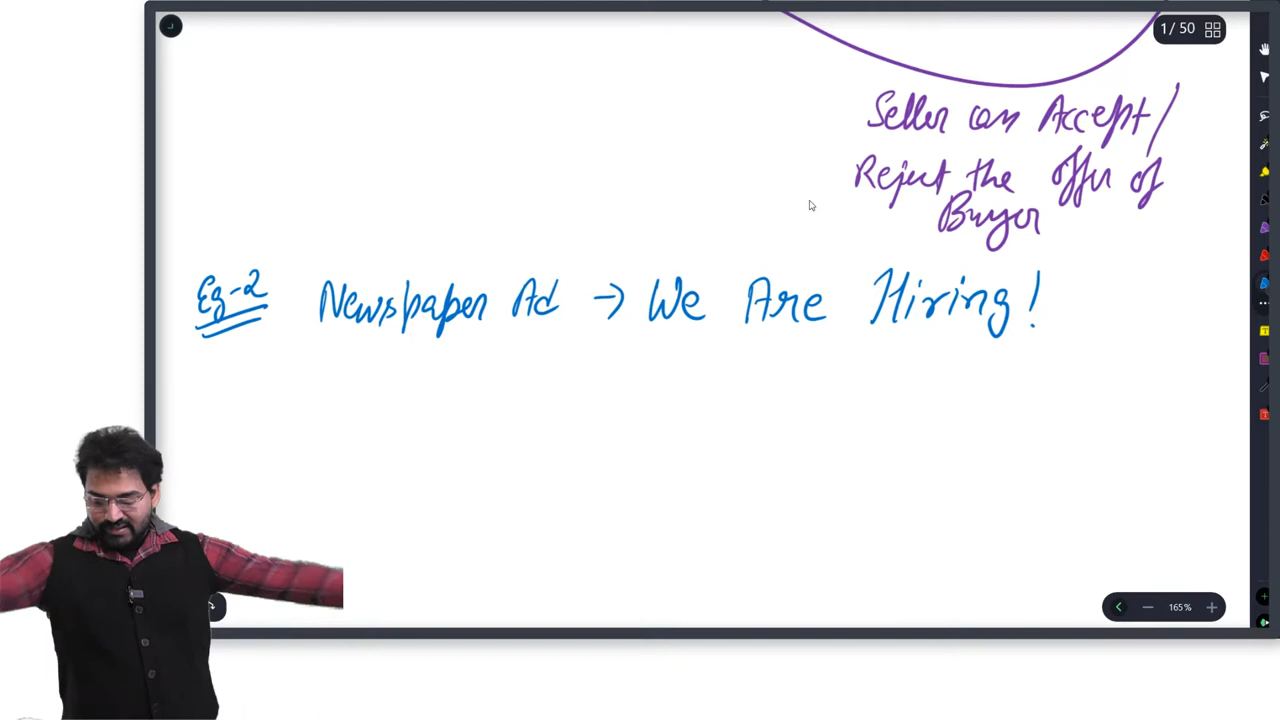 1 / 50
Seller can Accept/
Reject the offer of
Buyer
Eg-2 Newspaper Ad → We Are Hiring!
165%